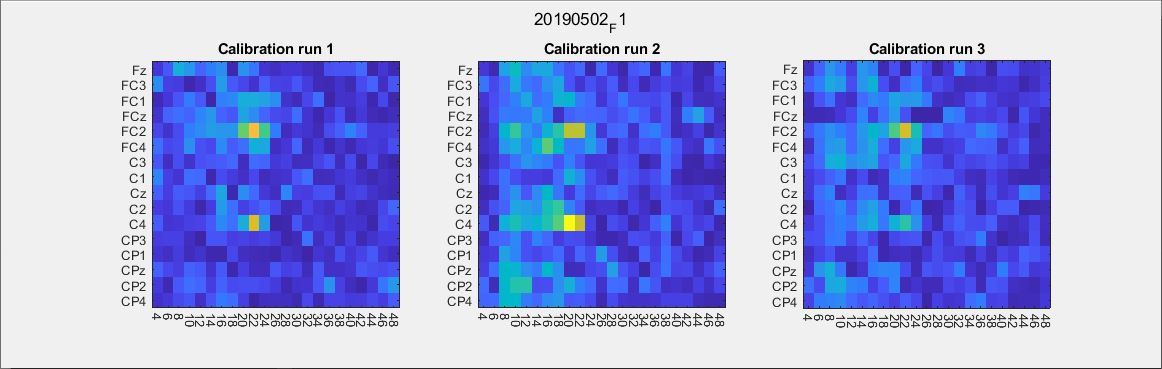 20190502F1
Calibration run 1
Fz
FC3
FC1
FCz
FC2
FC4
C3
C1
Cz
C2
C4
CP3
CP1
CPz
CP2
CP4
4 6 8 10 12 14 16 18 20 22 24 26 28 30 32 34 36 38 40 42 44 46 48
Calibration run 2
Fz
FC3
FC1
FCz
FC2
FC4
C3
C1
Cz
C2
C4
CP3
CP1
CPz
CP2
CP4
4 6 8 10 12 14 16 18 20 22 24 26 28 30 32 34 36 38 40 42 44 46 48
Calibration run 3
Fz
FC3
FC1
FCz
FC2
FC4
C3
C1
Cz
C2
C4
CP3
CP1
CPz
CP2
CP4
4 6 8 10 12 14 16 18 20 22 24 26 28 30 32 34 36 38 40 42 44 46 48